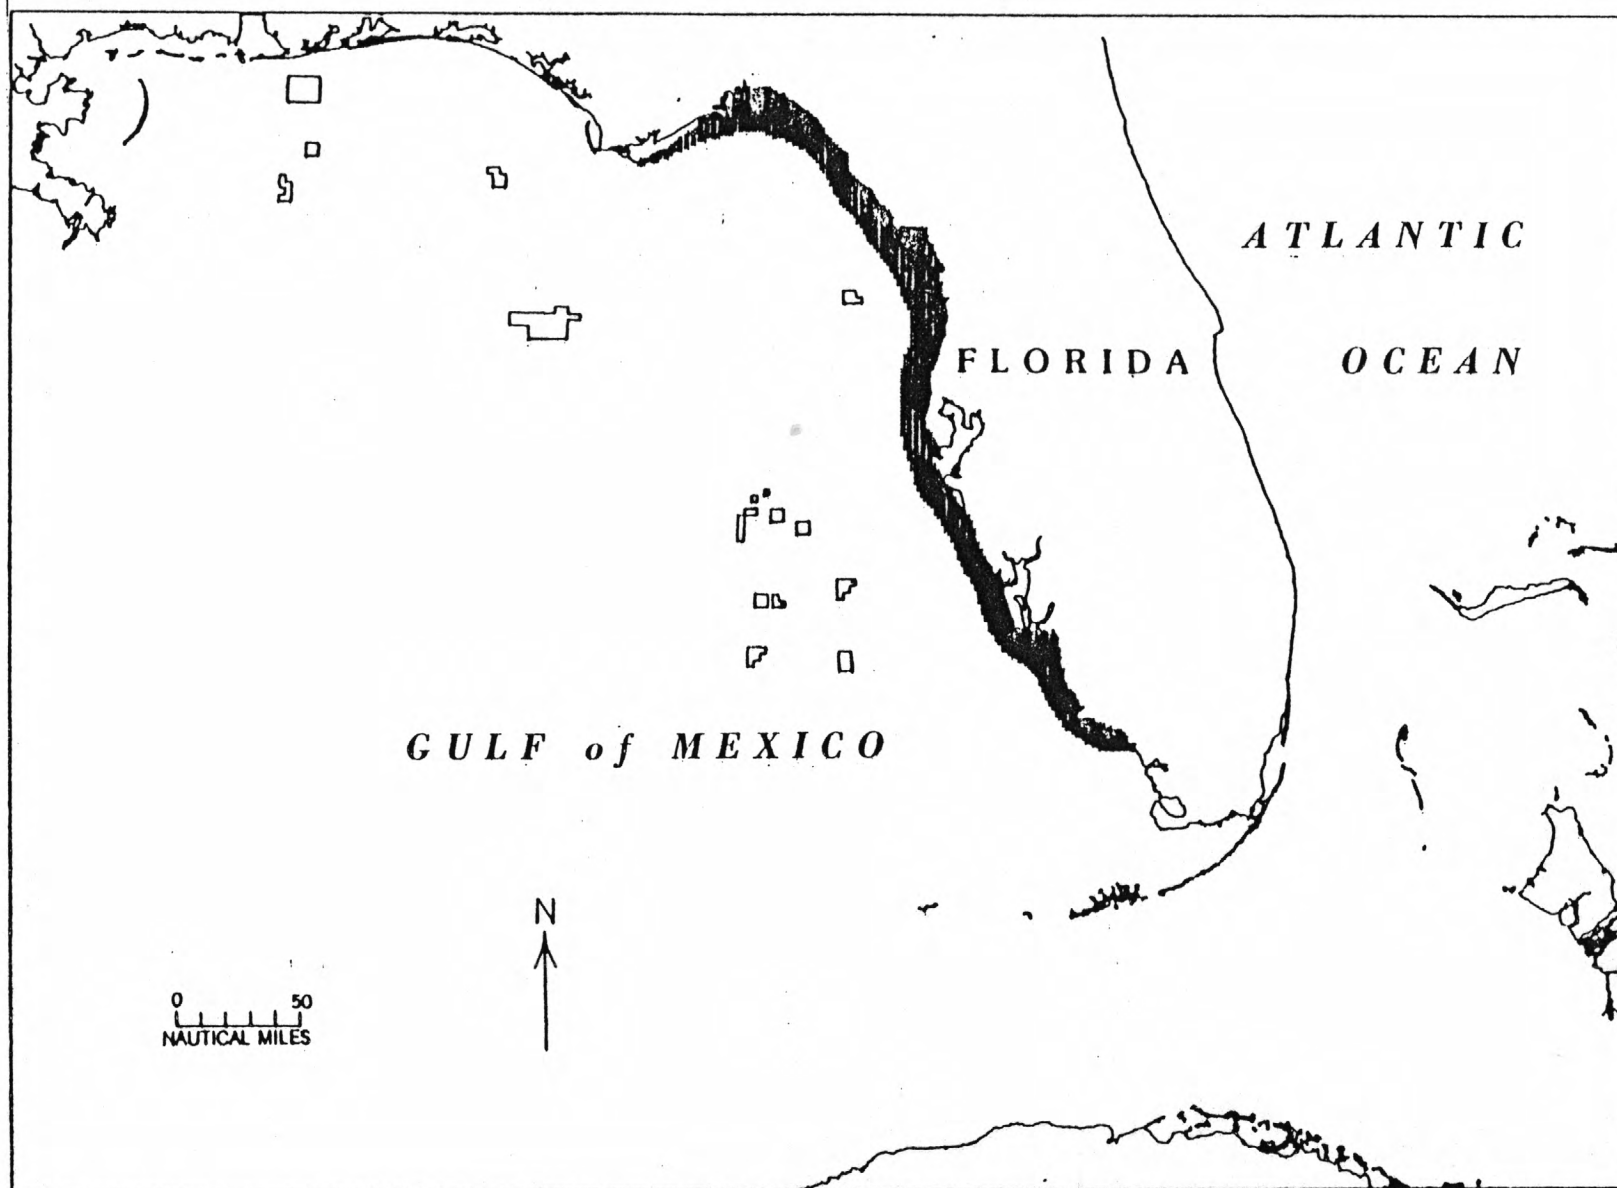 ATLANTIC
OCEAN
FLORIDA
GULF of MEXICO
N
0 50
NAUTICAL MILES